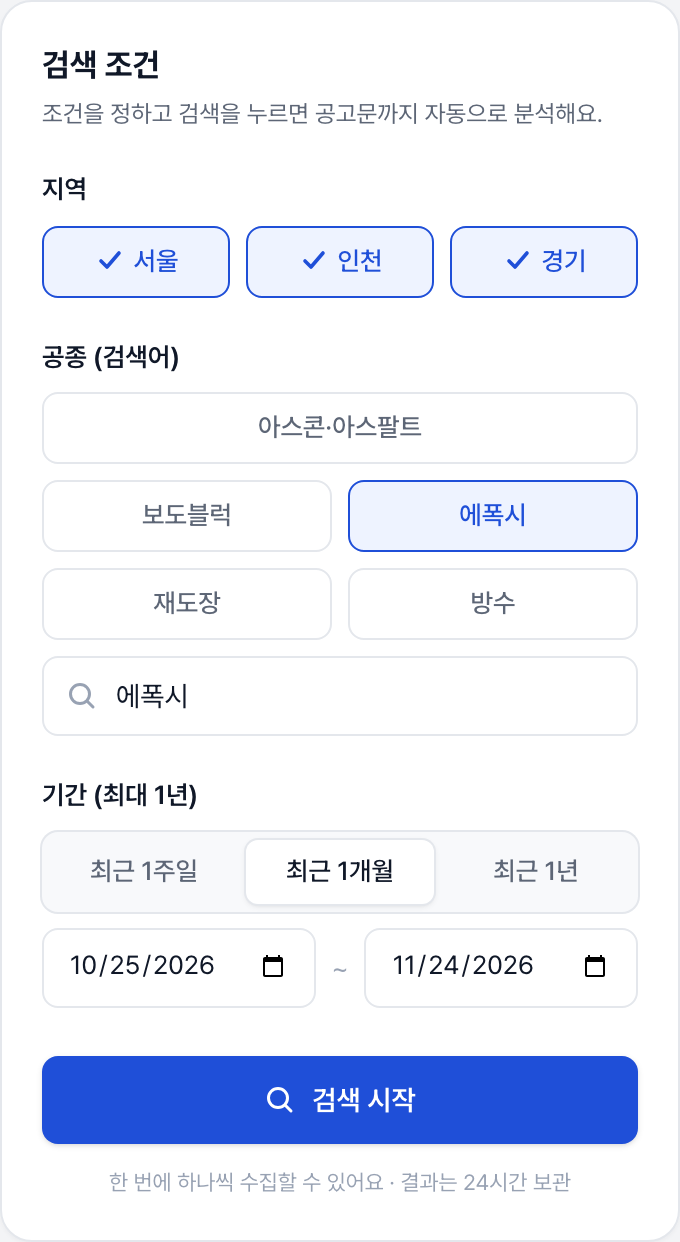 검색 조건
조건을 정하고 검색을 누르면 공고문까지 자동으로 분석해요.
지역
서울 인천 경기
공종 (검색어)
아스콘·아스팔트
보도블럭 에폭시
재도장 방수
에폭시
기간 (최대 1년)
최근 1주일 최근 1개월 최근 1년
10/25/2026 ~ 11/24/2026
검색 시작
한 번에 하나씩 수집할 수 있어요 · 결과는 24시간 보관